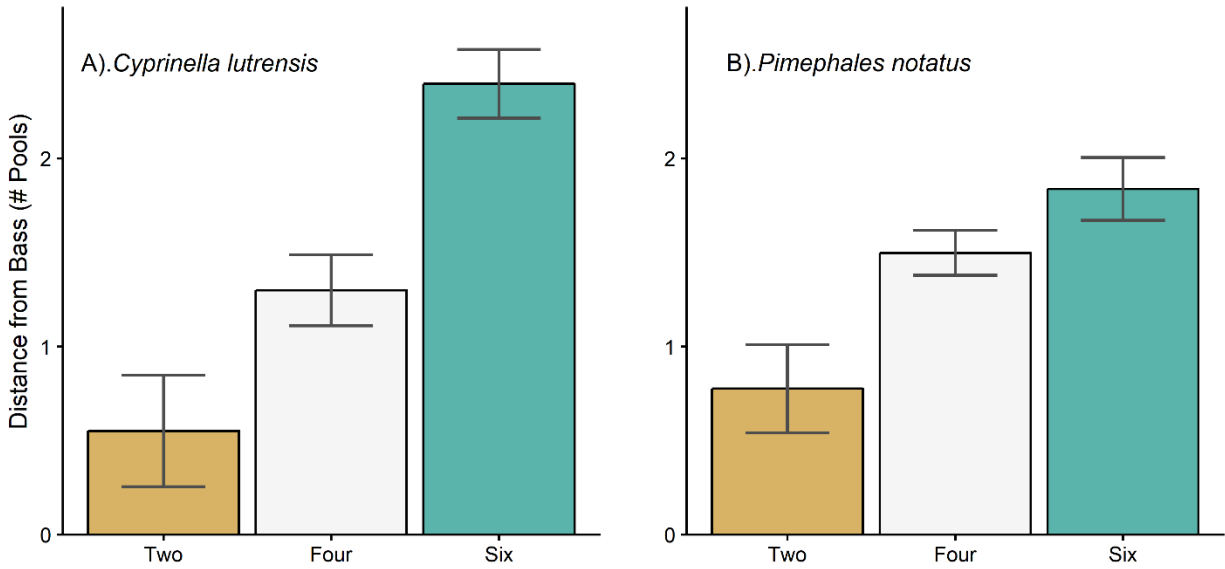 A).Cyprinella lutrensis
B).Pimephales notatus
Distance from Bass (# Pools)
2
1
0
Two Four Six
2
1
0
Two Four Six